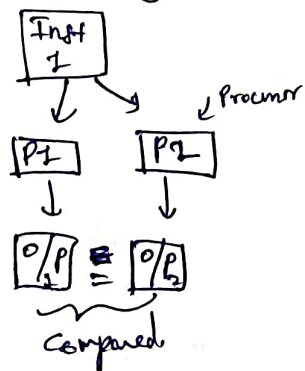 Inst
1
Processor
P1
P2
O/P
1
=
O/P
2
Compared